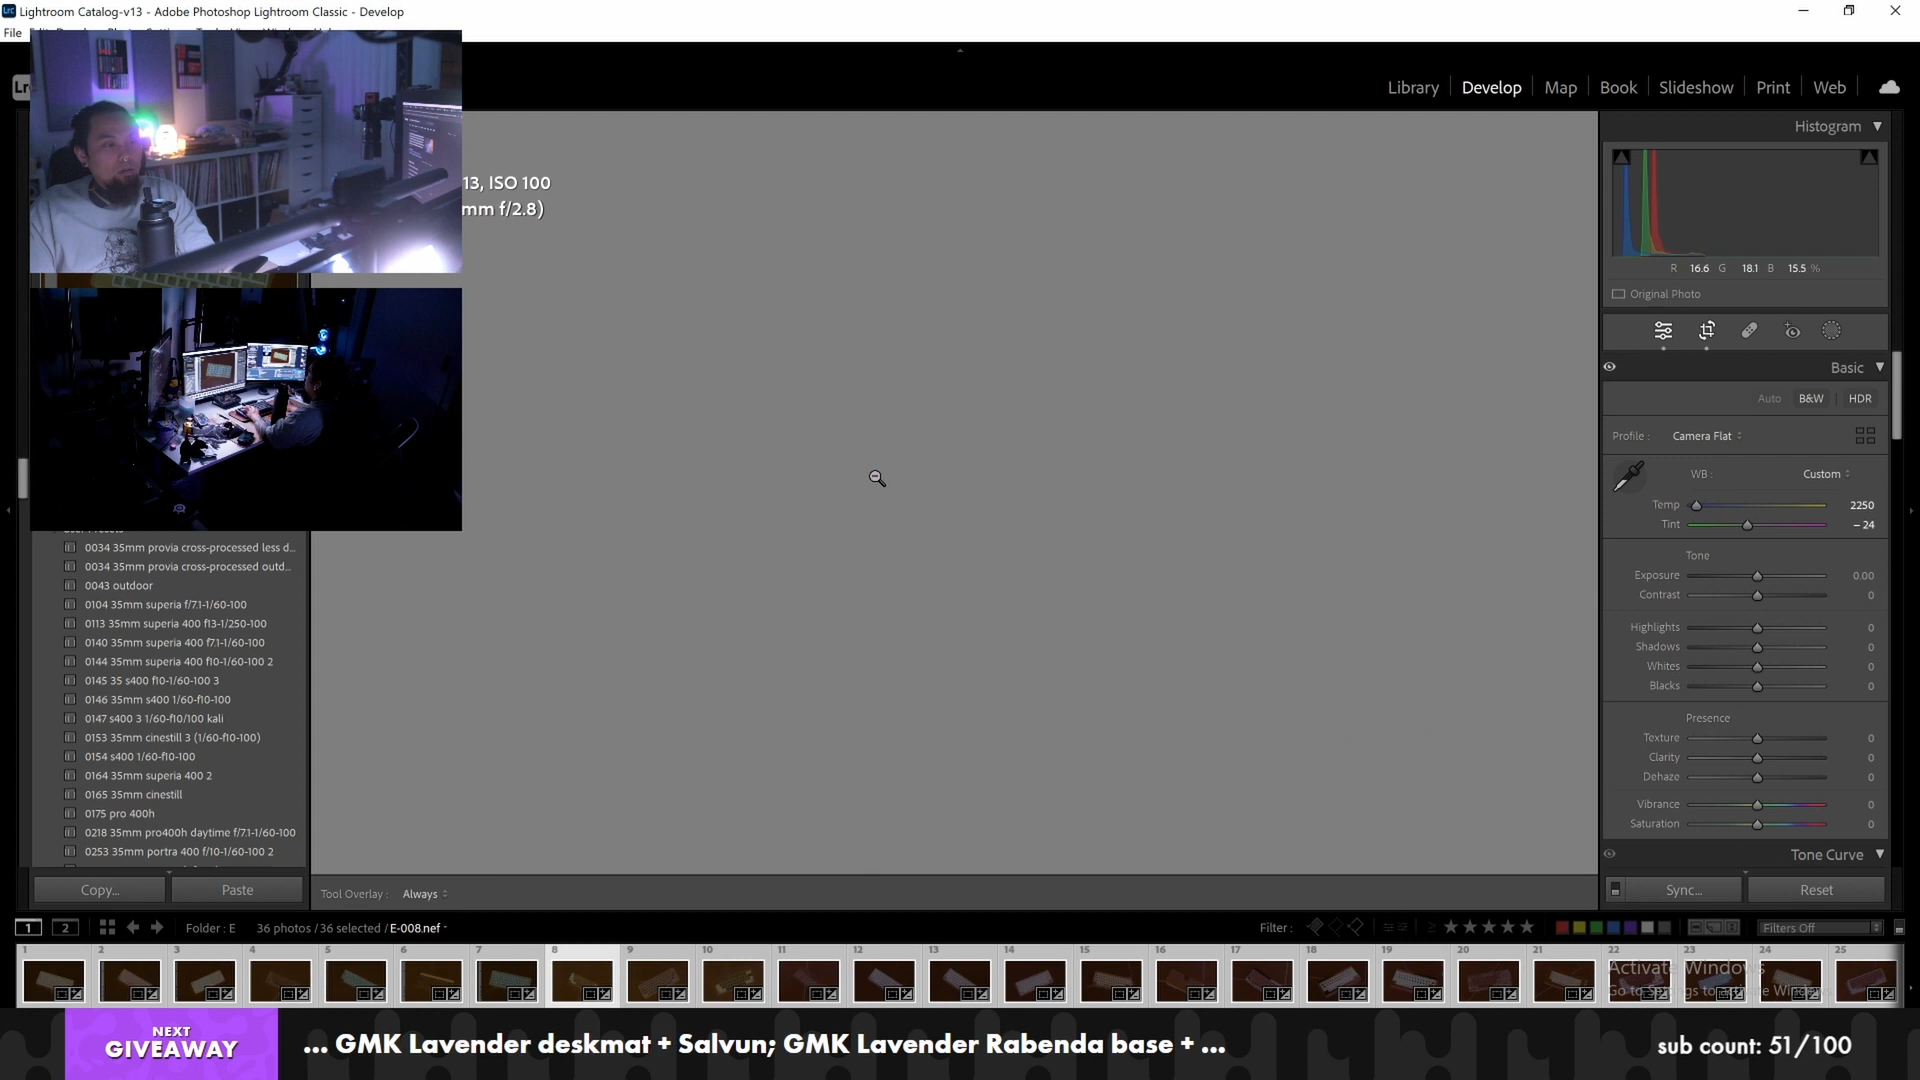 Lrc Lightroom Catalog-v13 - Adobe Photoshop Lightroom Classic - Develop
File
Lr
Library | Develop | Map | Book | Slideshow | Print | Web
13, ISO 100
mm f/2.8)
Histogram
R 16.6 G 18.1 B 15.5 %
Original Photo
Basic
Auto B&W HDR
Profile : Camera Flat
WB : Custom
Temp 2250
Tint – 24
Tone
Exposure 0.00
Contrast 0
Highlights 0
Shadows 0
Whites 0
Blacks 0
Presence
Texture 0
Clarity 0
Dehaze 0
Vibrance 0
Saturation 0
Tone Curve
Sync... Reset
0034 35mm provia cross-processed less d...
0034 35mm provia cross-processed outd...
0043 outdoor
0104 35mm superia f/7.1-1/60-100
0113 35mm superia 400 f13-1/250-100
0140 35mm superia 400 f7.1-1/60-100
0144 35mm superia 400 f10-1/60-100 2
0145 35 s400 f10-1/60-100 3
0146 35mm s400 1/60-f10-100
0147 s400 3 1/60-f10/100 kali
0153 35mm cinestill 3 (1/60-f10-100)
0154 s400 1/60-f10-100
0164 35mm superia 400 2
0165 35mm cinestill
0175 pro 400h
0218 35mm pro400h daytime f/7.1-1/60-100
0253 35mm portra 400 f/10-1/60-100 2
Copy... Paste
Tool Overlay : Always
1 2 Folder : E 36 photos / 36 selected / E-008.nef
Filter : Filters Off
1 2 3 4 5 6 7 8 9 10 11 12 13 14 15 16 17 18 19 20 21 22 23 24 25
Activate Windows
Go to Settings to activate Windows.
NEXT
GIVEAWAY
... GMK Lavender deskmat + Salvun; GMK Lavender Rabenda base + ...
sub count: 51/100